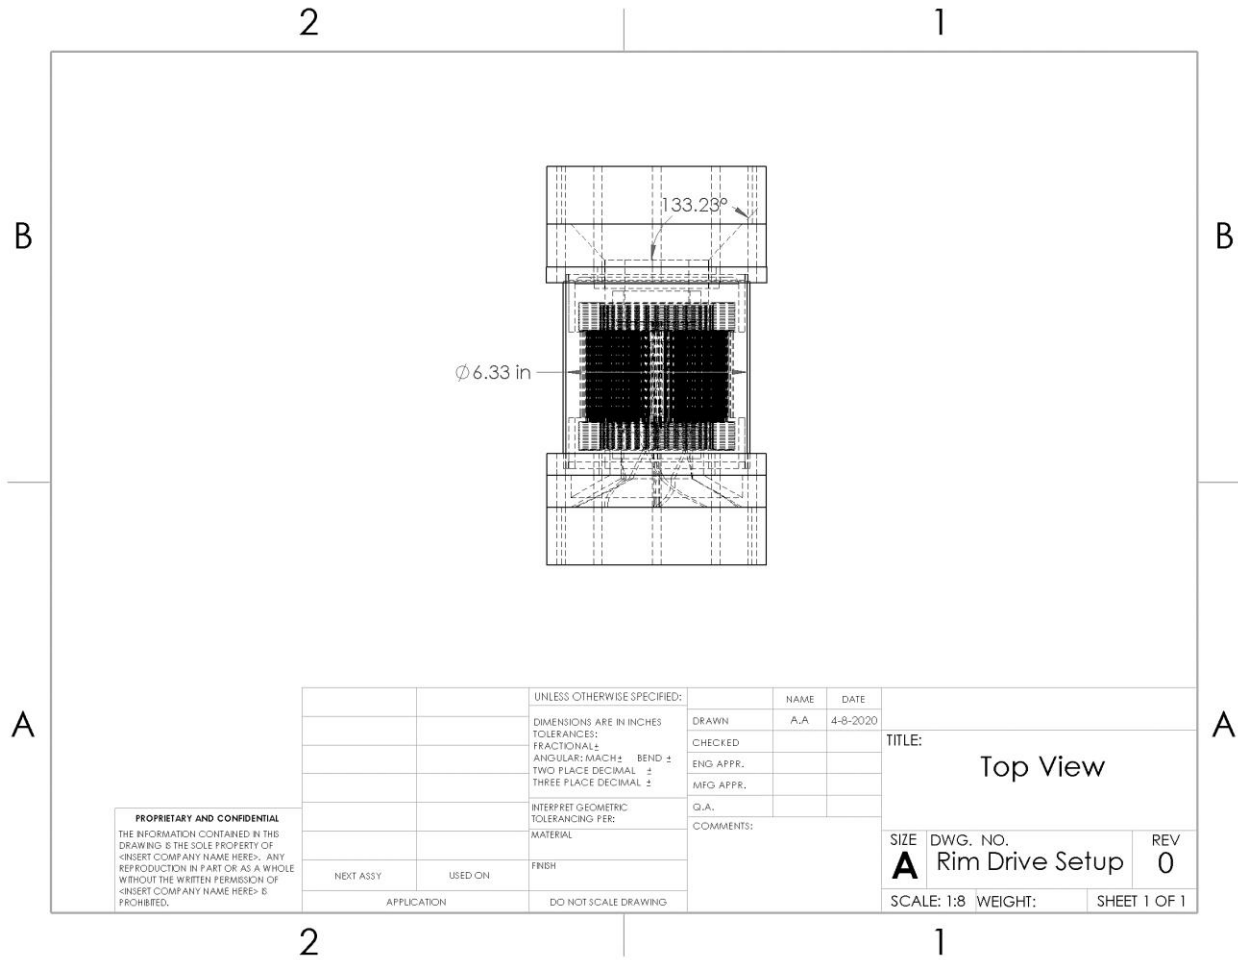 2
1
B
B
133.23°
∅6.33 in
A
A
UNLESS OTHERWISE SPECIFIED:
DIMENSIONS ARE IN INCHES
TOLERANCES:
FRACTIONAL±
ANGULAR: MACH± BEND ±
TWO PLACE DECIMAL ±
THREE PLACE DECIMAL ±
INTERPRET GEOMETRIC
TOLERANCING PER:
MATERIAL
FINISH
DO NOT SCALE DRAWING
NAME DATE
DRAWN A.A 4-8-2020
CHECKED
ENG APPR.
MFG APPR.
Q.A.
COMMENTS:
TITLE:
Top View
SIZE DWG. NO. REV
A Rim Drive Setup 0
SCALE: 1:8 WEIGHT: SHEET 1 OF 1
PROPRIETARY AND CONFIDENTIAL
THE INFORMATION CONTAINED IN THIS
DRAWING IS THE SOLE PROPERTY OF
<INSERT COMPANY NAME HERE>. ANY
REPRODUCTION IN PART OR AS A WHOLE
WITHOUT THE WRITTEN PERMISSION OF
<INSERT COMPANY NAME HERE> IS
PROHIBITED.
NEXT ASSY USED ON
APPLICATION
2
1